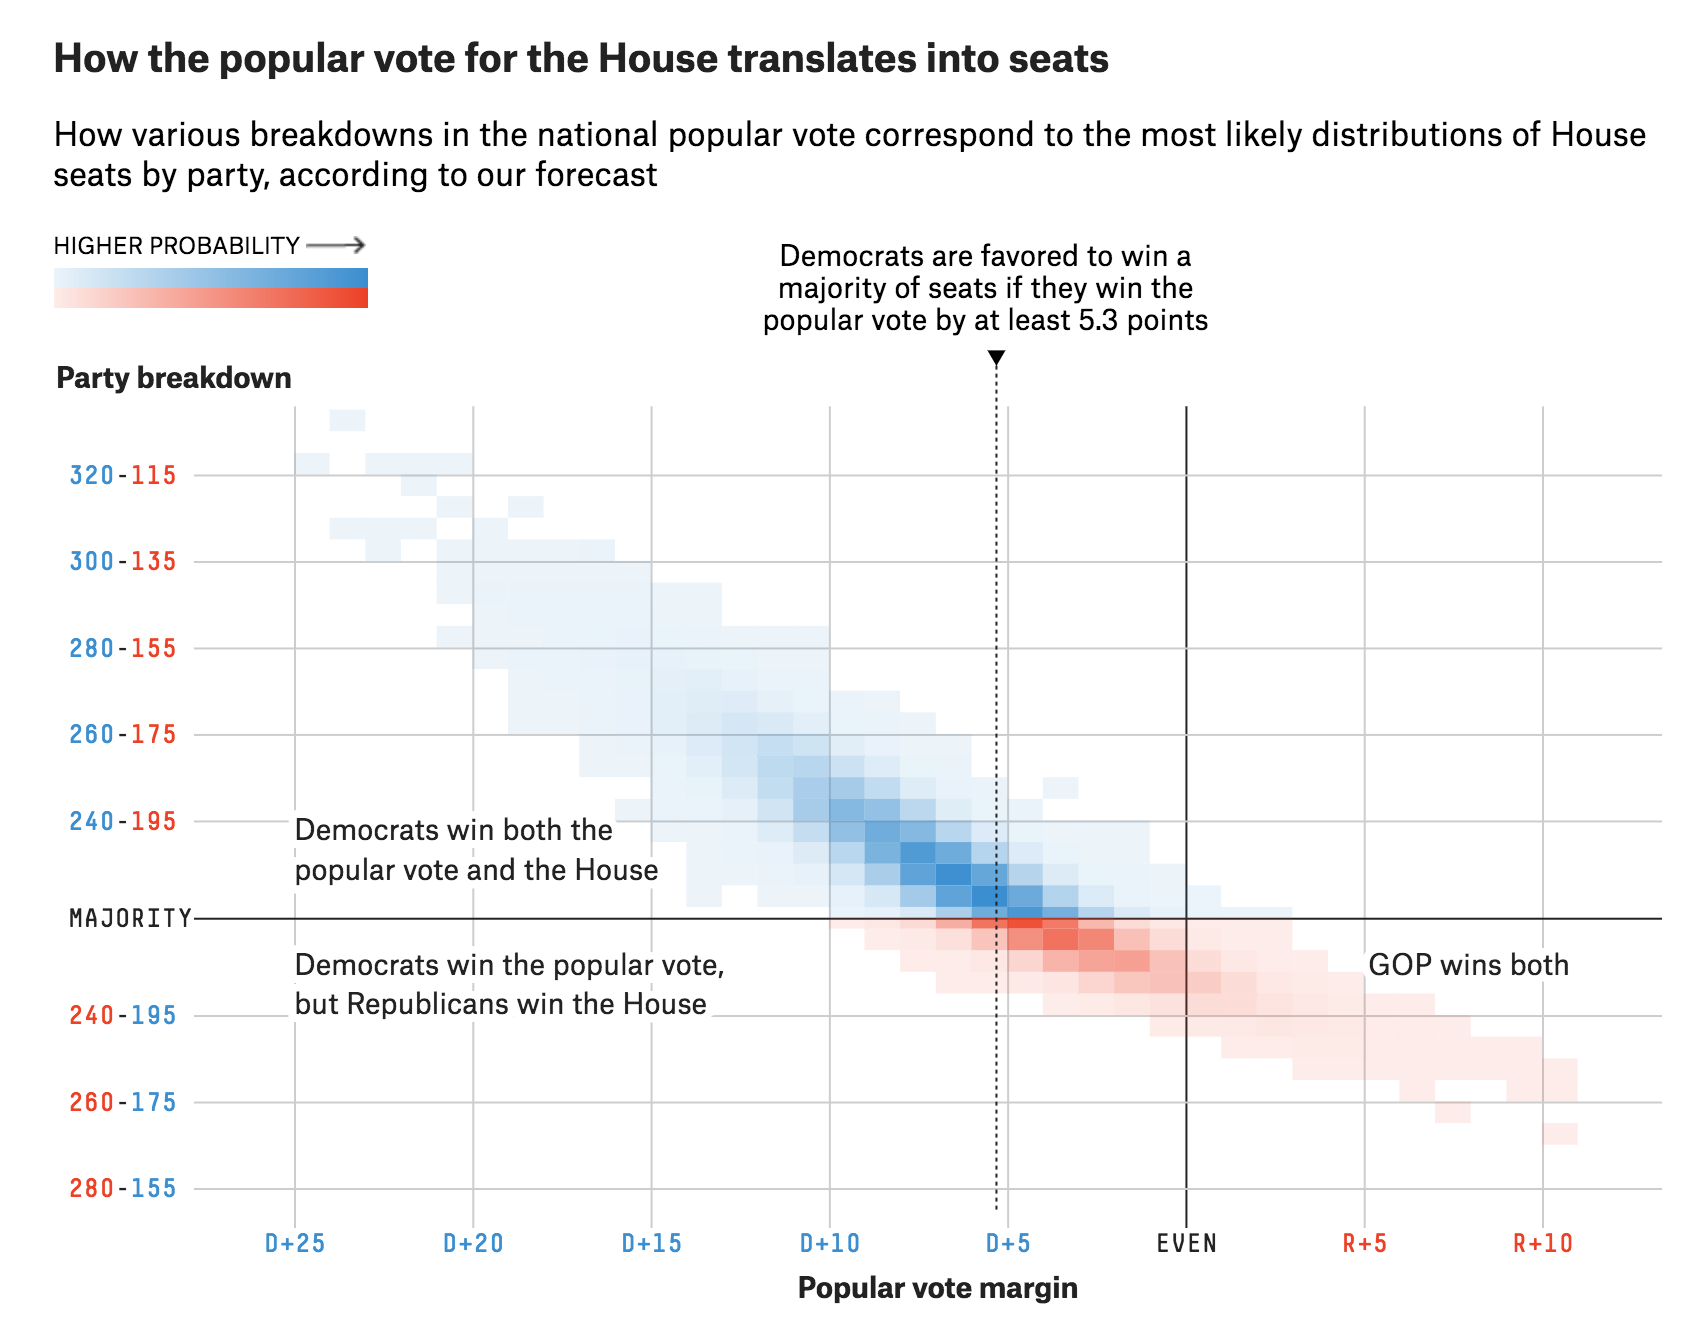 How the popular vote for the House translates into seats
How various breakdowns in the national popular vote correspond to the most likely distributions of House
seats by party, according to our forecast
HIGHER PROBABILITY
Democrats are favored to win a
majority of seats if they win the
popular vote by at least 5.3 points
Party breakdown
320-115
300-135
280-155
260-175
240-195
Democrats win both the
popular vote and the House
MAJORITY
Democrats win the popular vote,
but Republicans win the House
GOP wins both
240-195
260-175
280-155
D+25 D+20 D+15 D+10 D+5 EVEN R+5 R+10
Popular vote margin